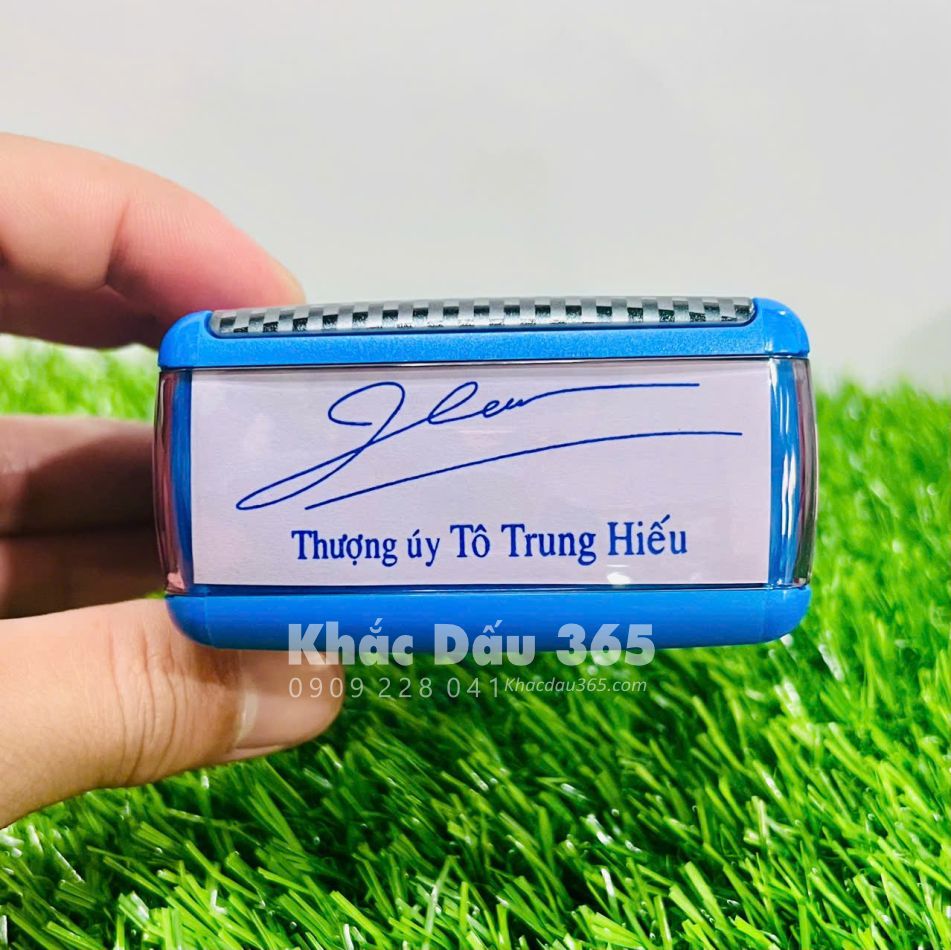 Thượng úy Tô Trung Hiếu
Khắc Dấu 365
0909 228 041 Khacdau365.com